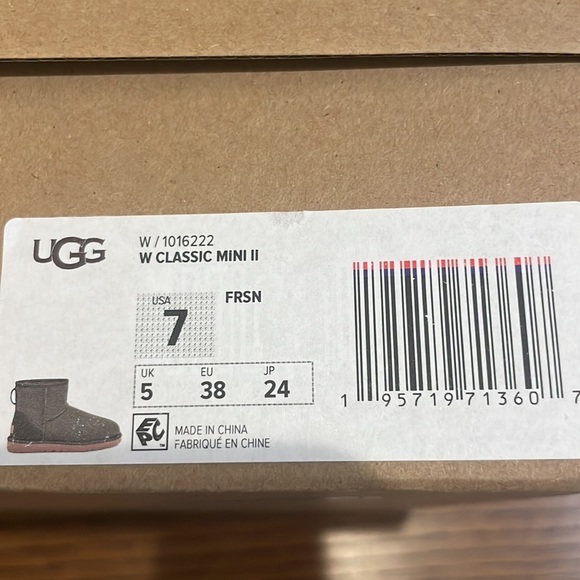 UGG
W / 1016222
W CLASSIC MINI II
USA
7
FRSN
UK EU JP
5 38 24
EPC
MADE IN CHINA
FABRIQUÉ EN CHINE
1 95719 71360 7